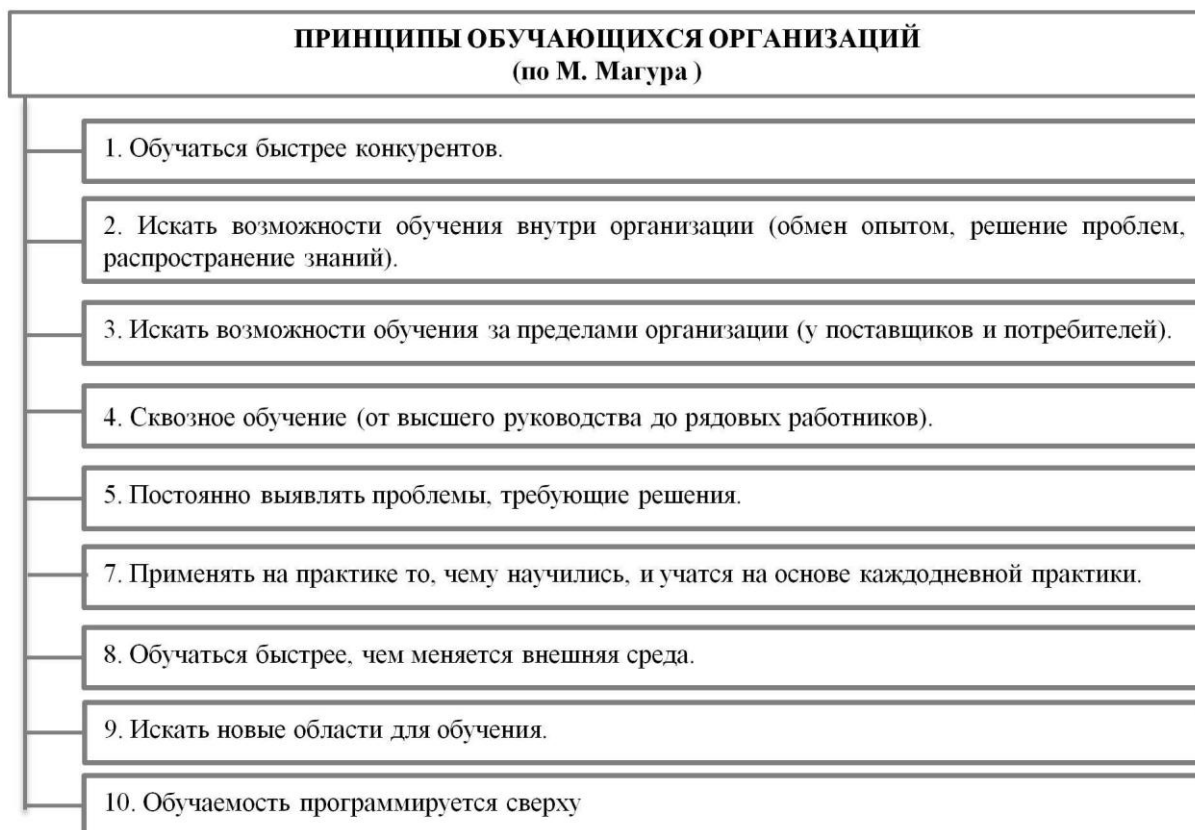 ПРИНЦИПЫ ОБУЧАЮЩИХСЯ ОРГАНИЗАЦИЙ
(по М. Магура )
1. Обучаться быстрее конкурентов.
2. Искать возможности обучения внутри организации (обмен опытом, решение проблем,
распространение знаний).
3. Искать возможности обучения за пределами организации (у поставщиков и потребителей).
4. Сквозное обучение (от высшего руководства до рядовых работников).
5. Постоянно выявлять проблемы, требующие решения.
7. Применять на практике то, чему научились, и учатся на основе каждодневной практики.
8. Обучаться быстрее, чем меняется внешняя среда.
9. Искать новые области для обучения.
10. Обучаемость программируется сверху